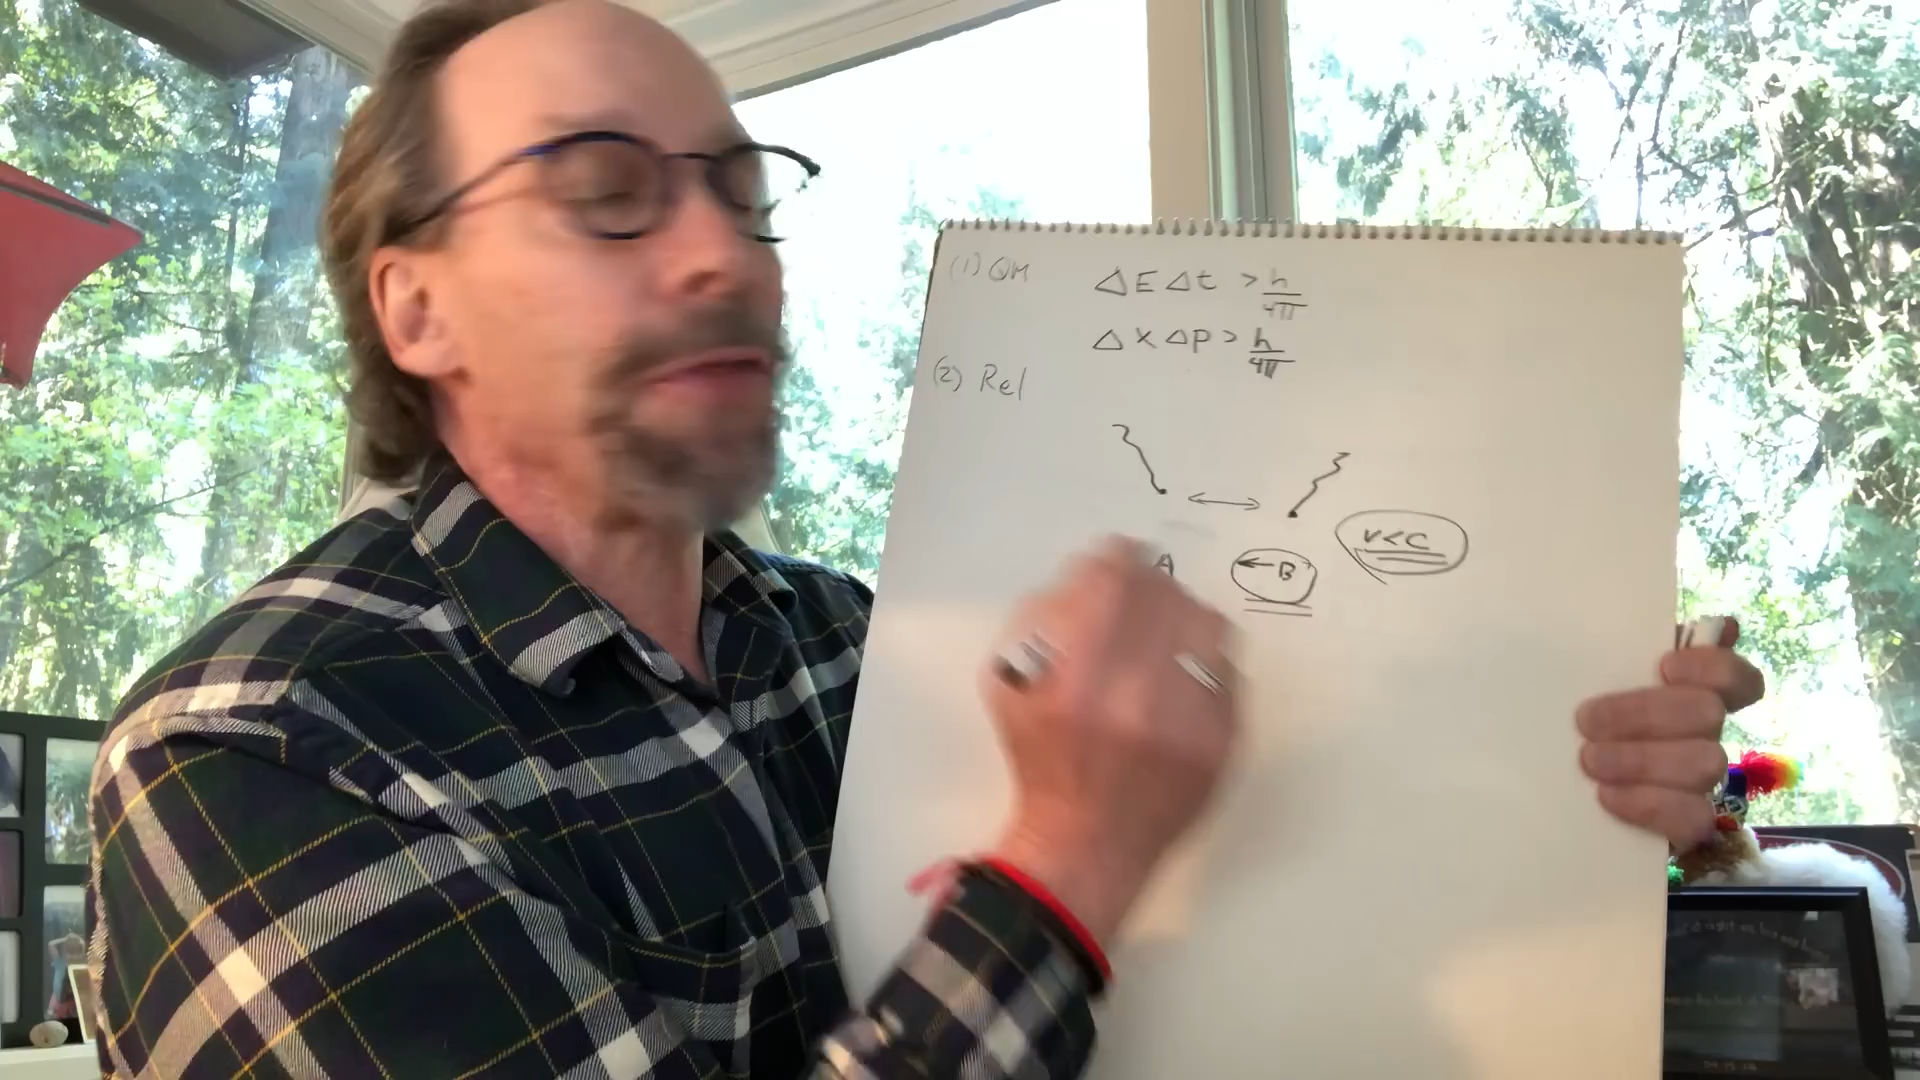 (1) QM ΔEΔt > h/4π
ΔxΔp > h/4π
(2) Rel
v<<c
A ←B